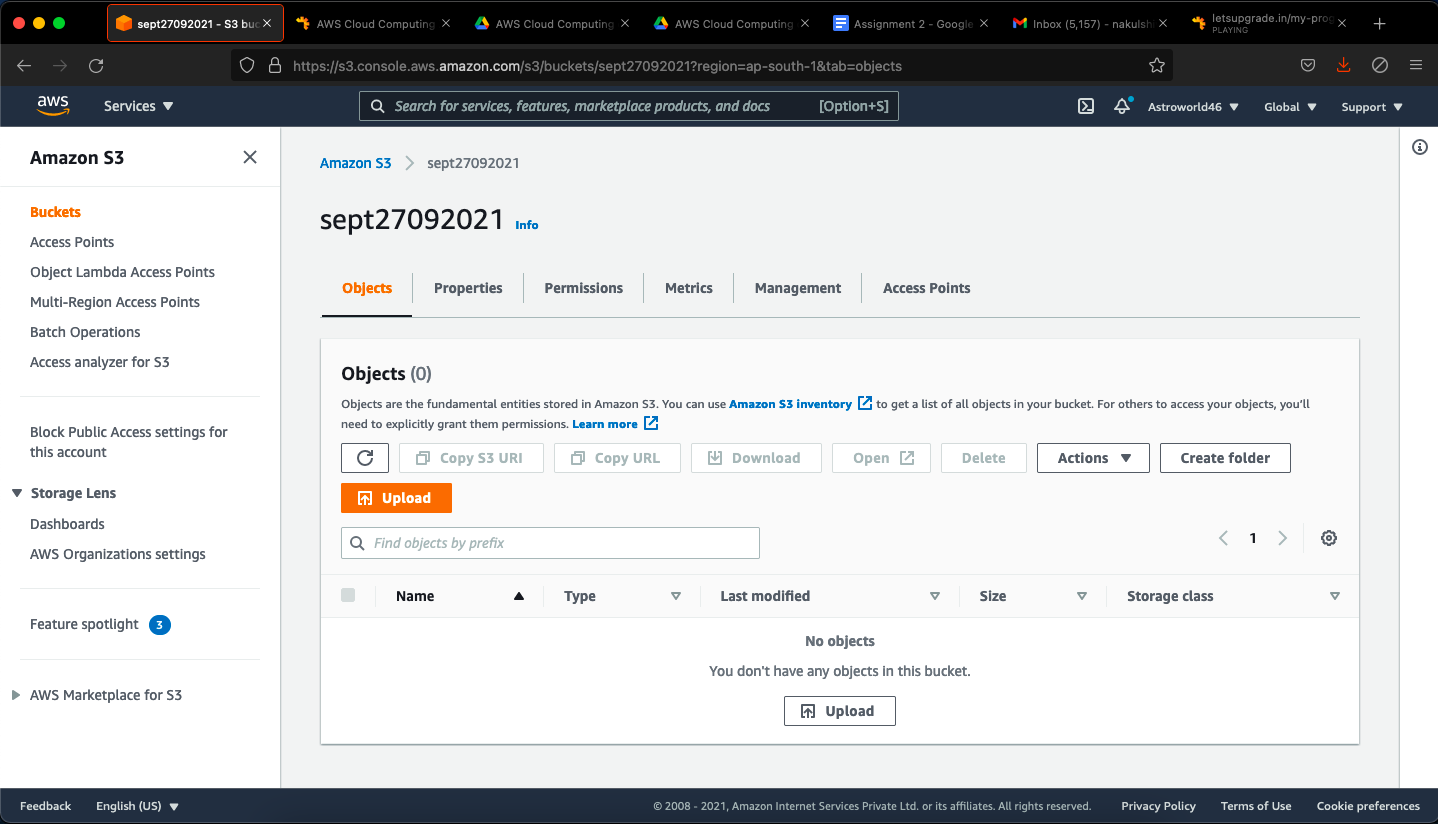 sept27092021 - S3 buc
AWS Cloud Computing
AWS Cloud Computing
AWS Cloud Computing
Assignment 2 - Google
Inbox (5,157) - nakulsh
letsupgrade.in/my-prog
PLAYING
https://s3.console.aws.amazon.com/s3/buckets/sept27092021?region=ap-south-1&tab=objects
aws
Services
Search for services, features, marketplace products, and docs
[Option+S]
Astroworld46
Global
Support
Amazon S3
Buckets
Access Points
Object Lambda Access Points
Multi-Region Access Points
Batch Operations
Access analyzer for S3
Block Public Access settings for
this account
Storage Lens
Dashboards
AWS Organizations settings
Feature spotlight 3
AWS Marketplace for S3
Amazon S3 > sept27092021
sept27092021 Info
Objects
Properties
Permissions
Metrics
Management
Access Points
Objects (0)
Objects are the fundamental entities stored in Amazon S3. You can use Amazon S3 inventory to get a list of all objects in your bucket. For others to access your objects, you'll
need to explicitly grant them permissions. Learn more
Copy S3 URI
Copy URL
Download
Open
Delete
Actions
Create folder
Upload
Find objects by prefix
1
Name
Type
Last modified
Size
Storage class
No objects
You don't have any objects in this bucket.
Upload
Feedback
English (US)
© 2008 - 2021, Amazon Internet Services Private Ltd. or its affiliates. All rights reserved.
Privacy Policy
Terms of Use
Cookie preferences